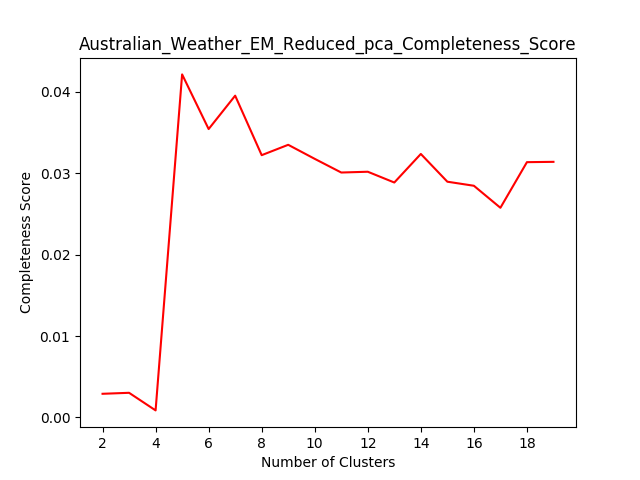 Australian_Weather_EM_Reduced_pca_Completeness_Score
Completeness Score
0.04
0.03
0.02
0.01
0.00
2 4 6 8 10 12 14 16 18
Number of Clusters